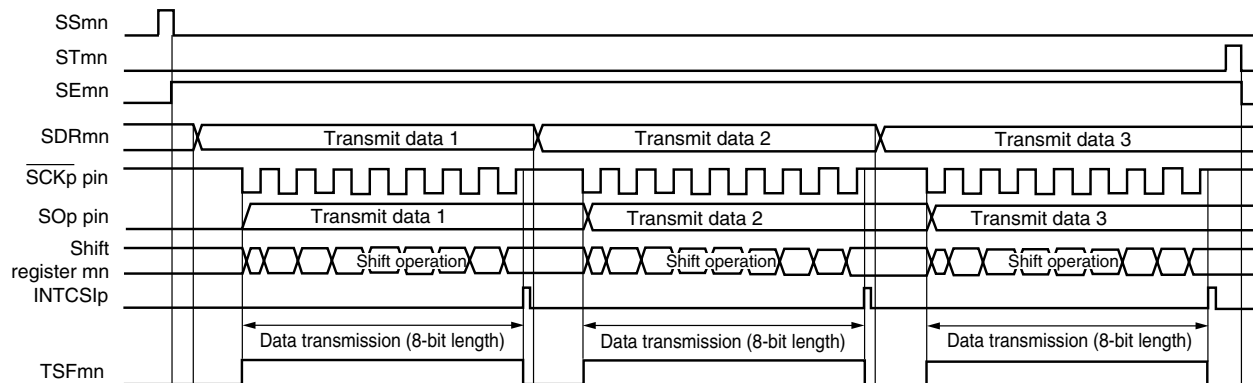 SSmn
STmn
SEmn
SDRmn Transmit data 1 Transmit data 2 Transmit data 3
SCKp pin
SOp pin Transmit data 1 Transmit data 2 Transmit data 3
Shift
register mn Shift operation Shift operation Shift operation
INTCSIp
Data transmission (8-bit length) Data transmission (8-bit length) Data transmission (8-bit length)
TSFmn